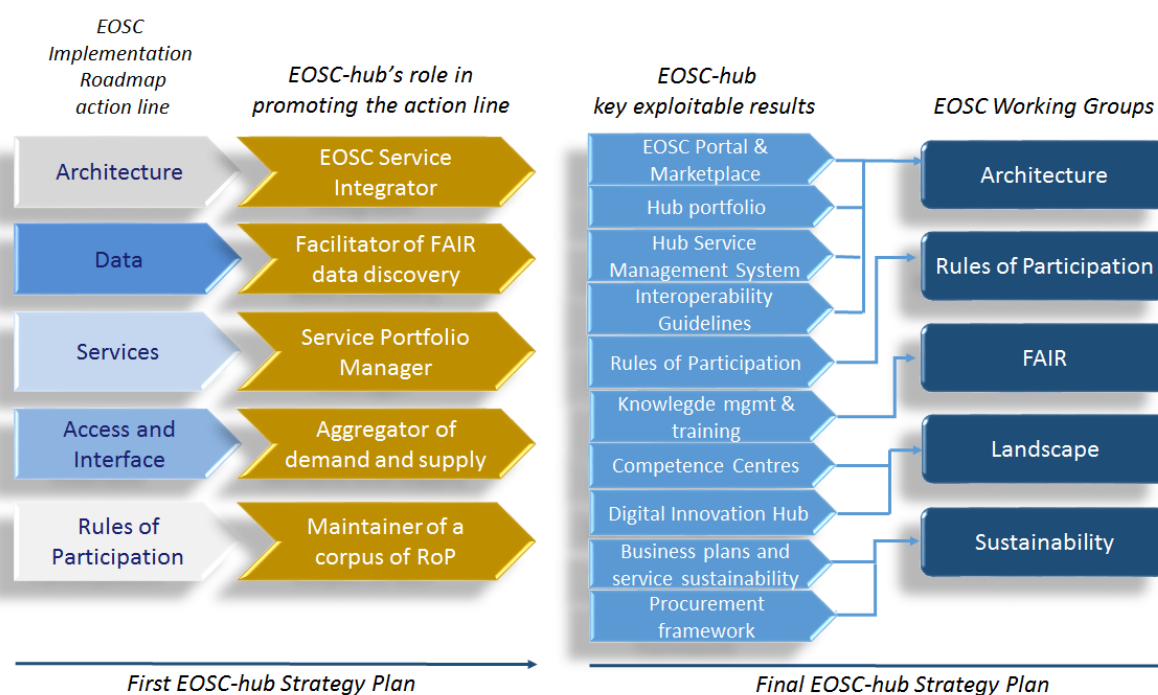 EOSC
Implementation
Roadmap
action line
EOSC-hub's role in
promoting the action line
Architecture
EOSC Service
Integrator
Data
Facilitator of FAIR
data discovery
Services
Service Portfolio
Manager
Access and
Interface
Aggregator of
demand and supply
Rules of
Participation
Maintainer of a
corpus of RoP
First EOSC-hub Strategy Plan
EOSC-hub
key exploitable results
EOSC Working Groups
EOSC Portal &
Marketplace
Hub portfolio
Hub Service
Management System
Interoperability
Guidelines
Rules of Participation
Knowlegde mgmt &
training
Competence Centres
Digital Innovation Hub
Business plans and
service sustainability
Procurement
framework
Architecture
Rules of Participation
FAIR
Landscape
Sustainability
Final EOSC-hub Strategy Plan